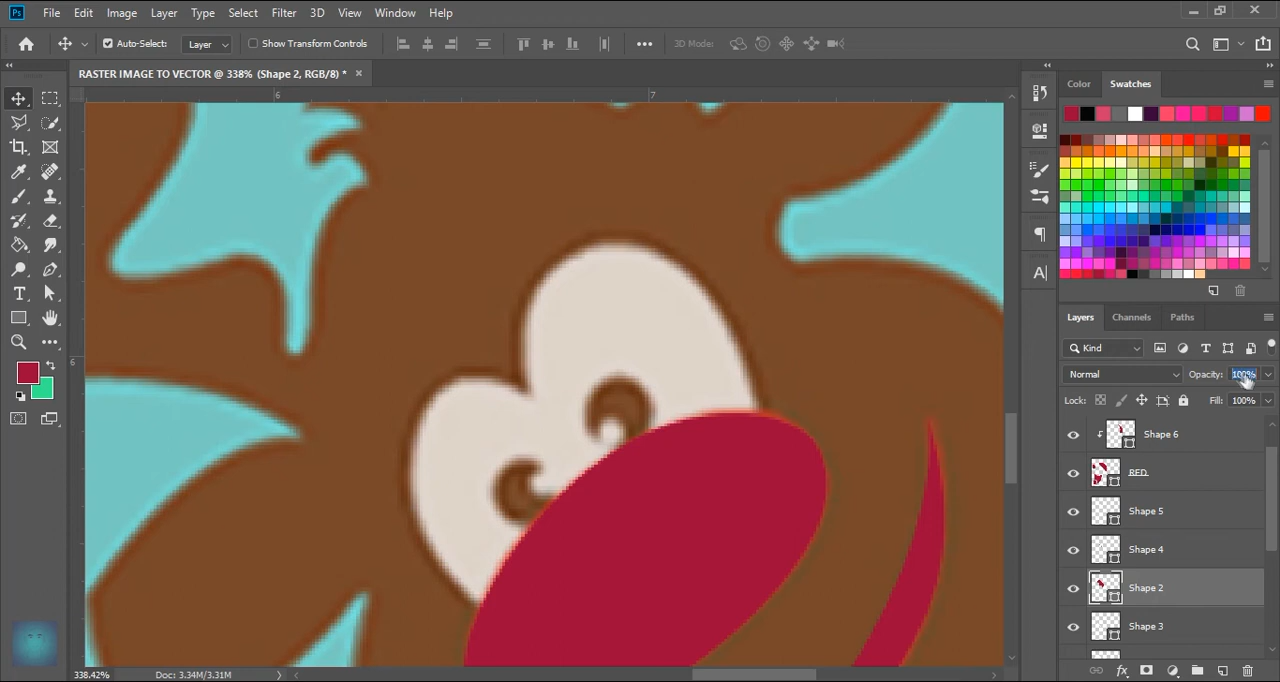 Ps File Edit Image Layer Type Select Filter 3D View Window Help
Auto-Select: Layer Show Transform Controls 3D Mode:
RASTER IMAGE TO VECTOR @ 338% (Shape 2, RGB/8) * ×
Color Swatches
6 7
Layers Channels Paths
Kind
6
Normal Opacity: 100%
Lock: Fill: 100%
Shape 6
RED
Shape 5
Shape 4
Shape 2
Shape 3
338.42% Doc: 3.34M/3.31M